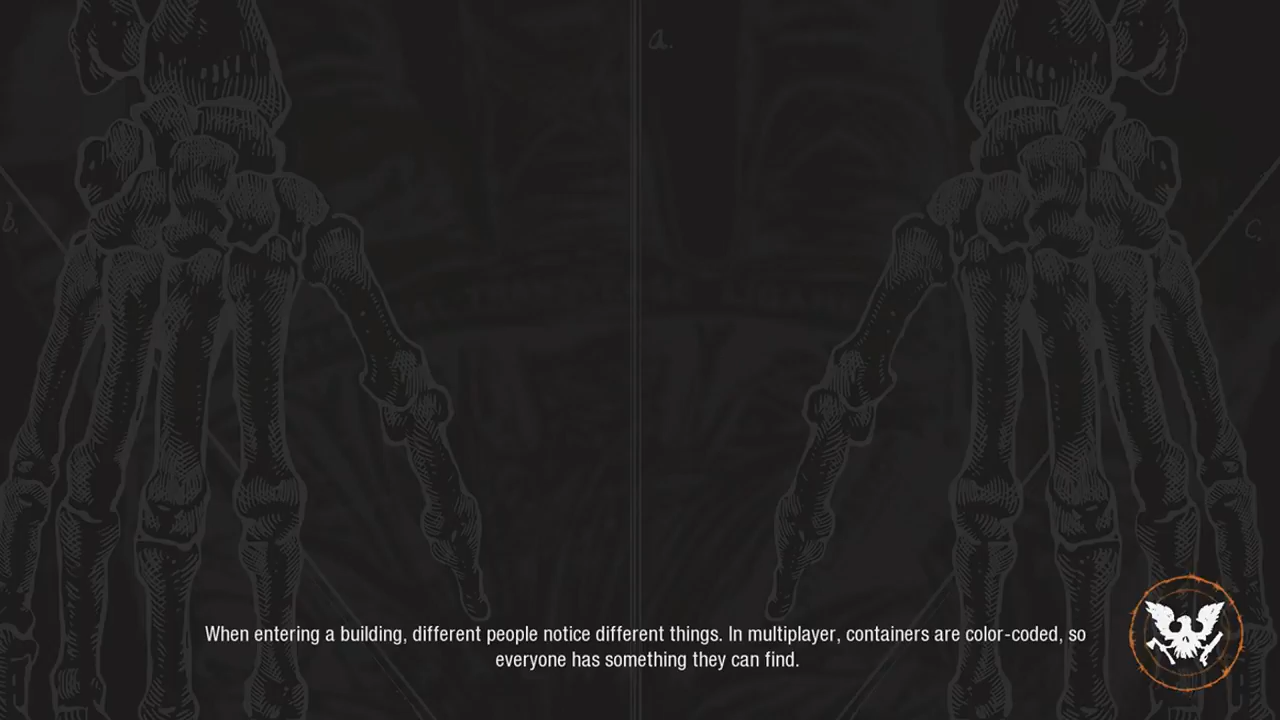 a.
b.
c.
When entering a building, different people notice different things. In multiplayer, containers are color-coded, so
everyone has something they can find.